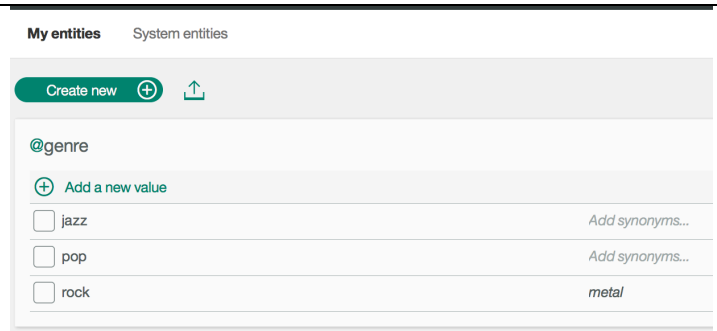 My entities System entities
Create new
@genre
Add a new value
jazz Add synonyms...
pop Add synonyms...
rock metal